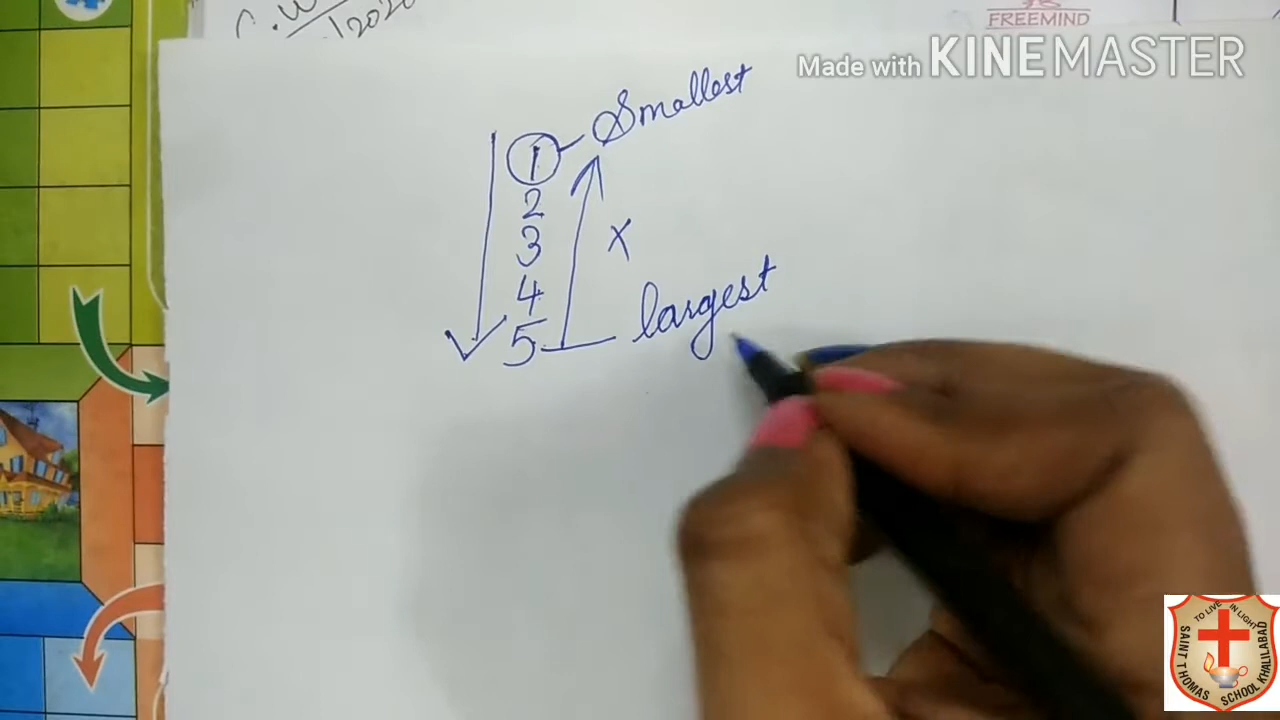 C.W
2020
FREEMIND
Made with KINEMASTER
1 Smallest
2
3 x
4
5 largest
TO LIVE IN LIGHT
SAINT THOMAS SCHOOL KHALILABAD